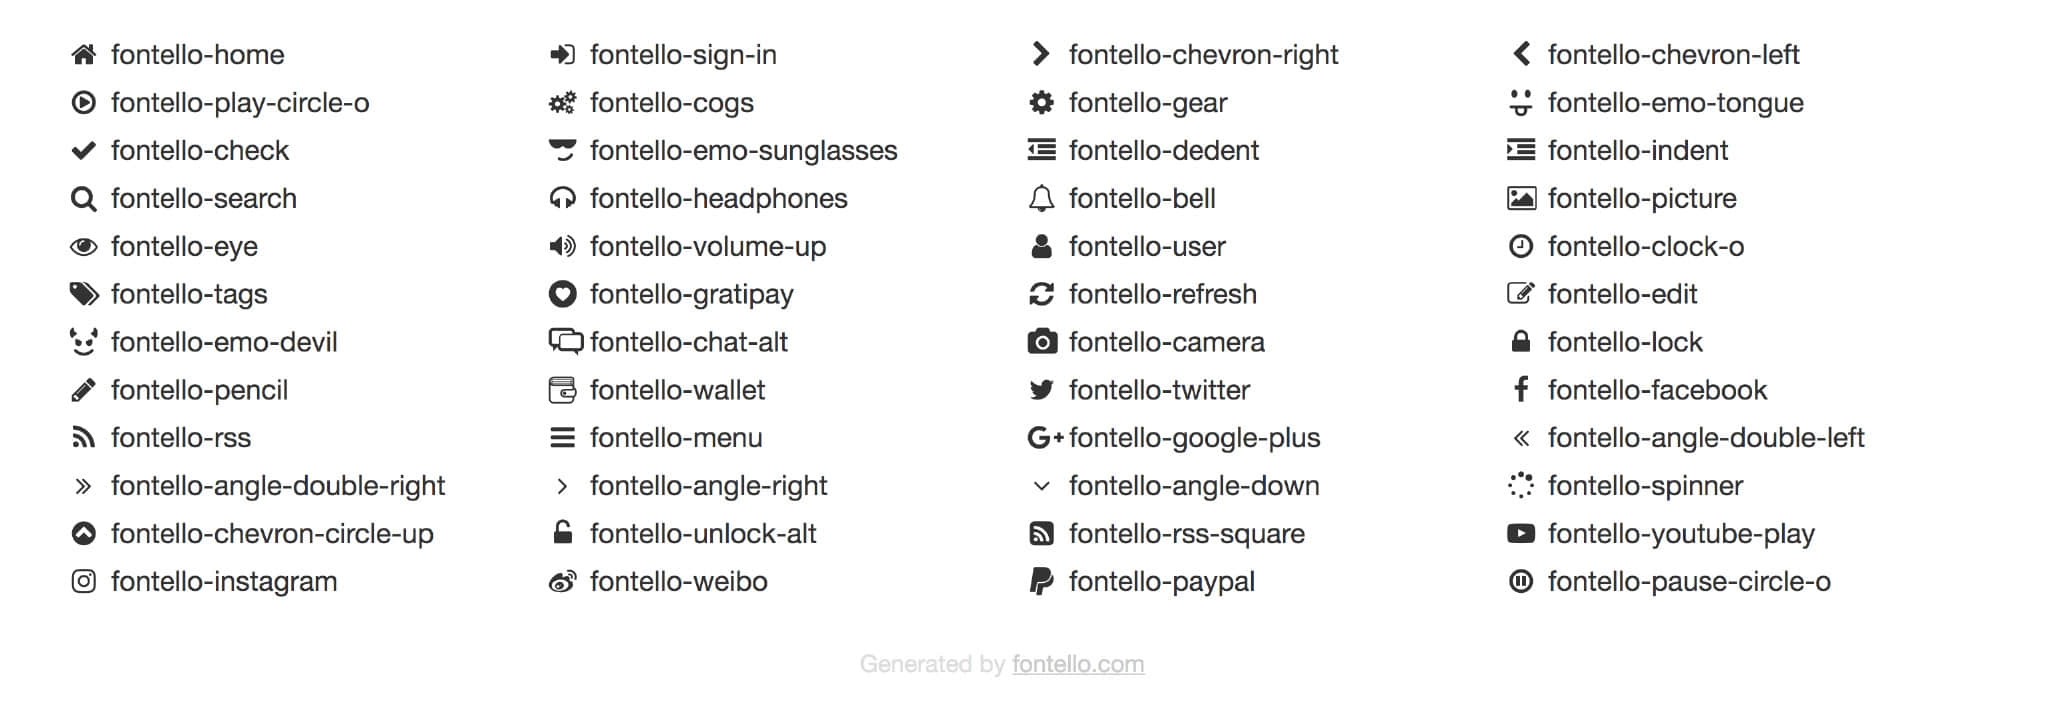 fontello-home fontello-sign-in fontello-chevron-right fontello-chevron-left
fontello-play-circle-o fontello-cogs fontello-gear fontello-emo-tongue
fontello-check fontello-emo-sunglasses fontello-dedent fontello-indent
fontello-search fontello-headphones fontello-bell fontello-picture
fontello-eye fontello-volume-up fontello-user fontello-clock-o
fontello-tags fontello-gratipay fontello-refresh fontello-edit
fontello-emo-devil fontello-chat-alt fontello-camera fontello-lock
fontello-pencil fontello-wallet fontello-twitter fontello-facebook
fontello-rss fontello-menu fontello-google-plus fontello-angle-double-left
fontello-angle-double-right fontello-angle-right fontello-angle-down fontello-spinner
fontello-chevron-circle-up fontello-unlock-alt fontello-rss-square fontello-youtube-play
fontello-instagram fontello-weibo fontello-paypal fontello-pause-circle-o
Generated by fontello.com